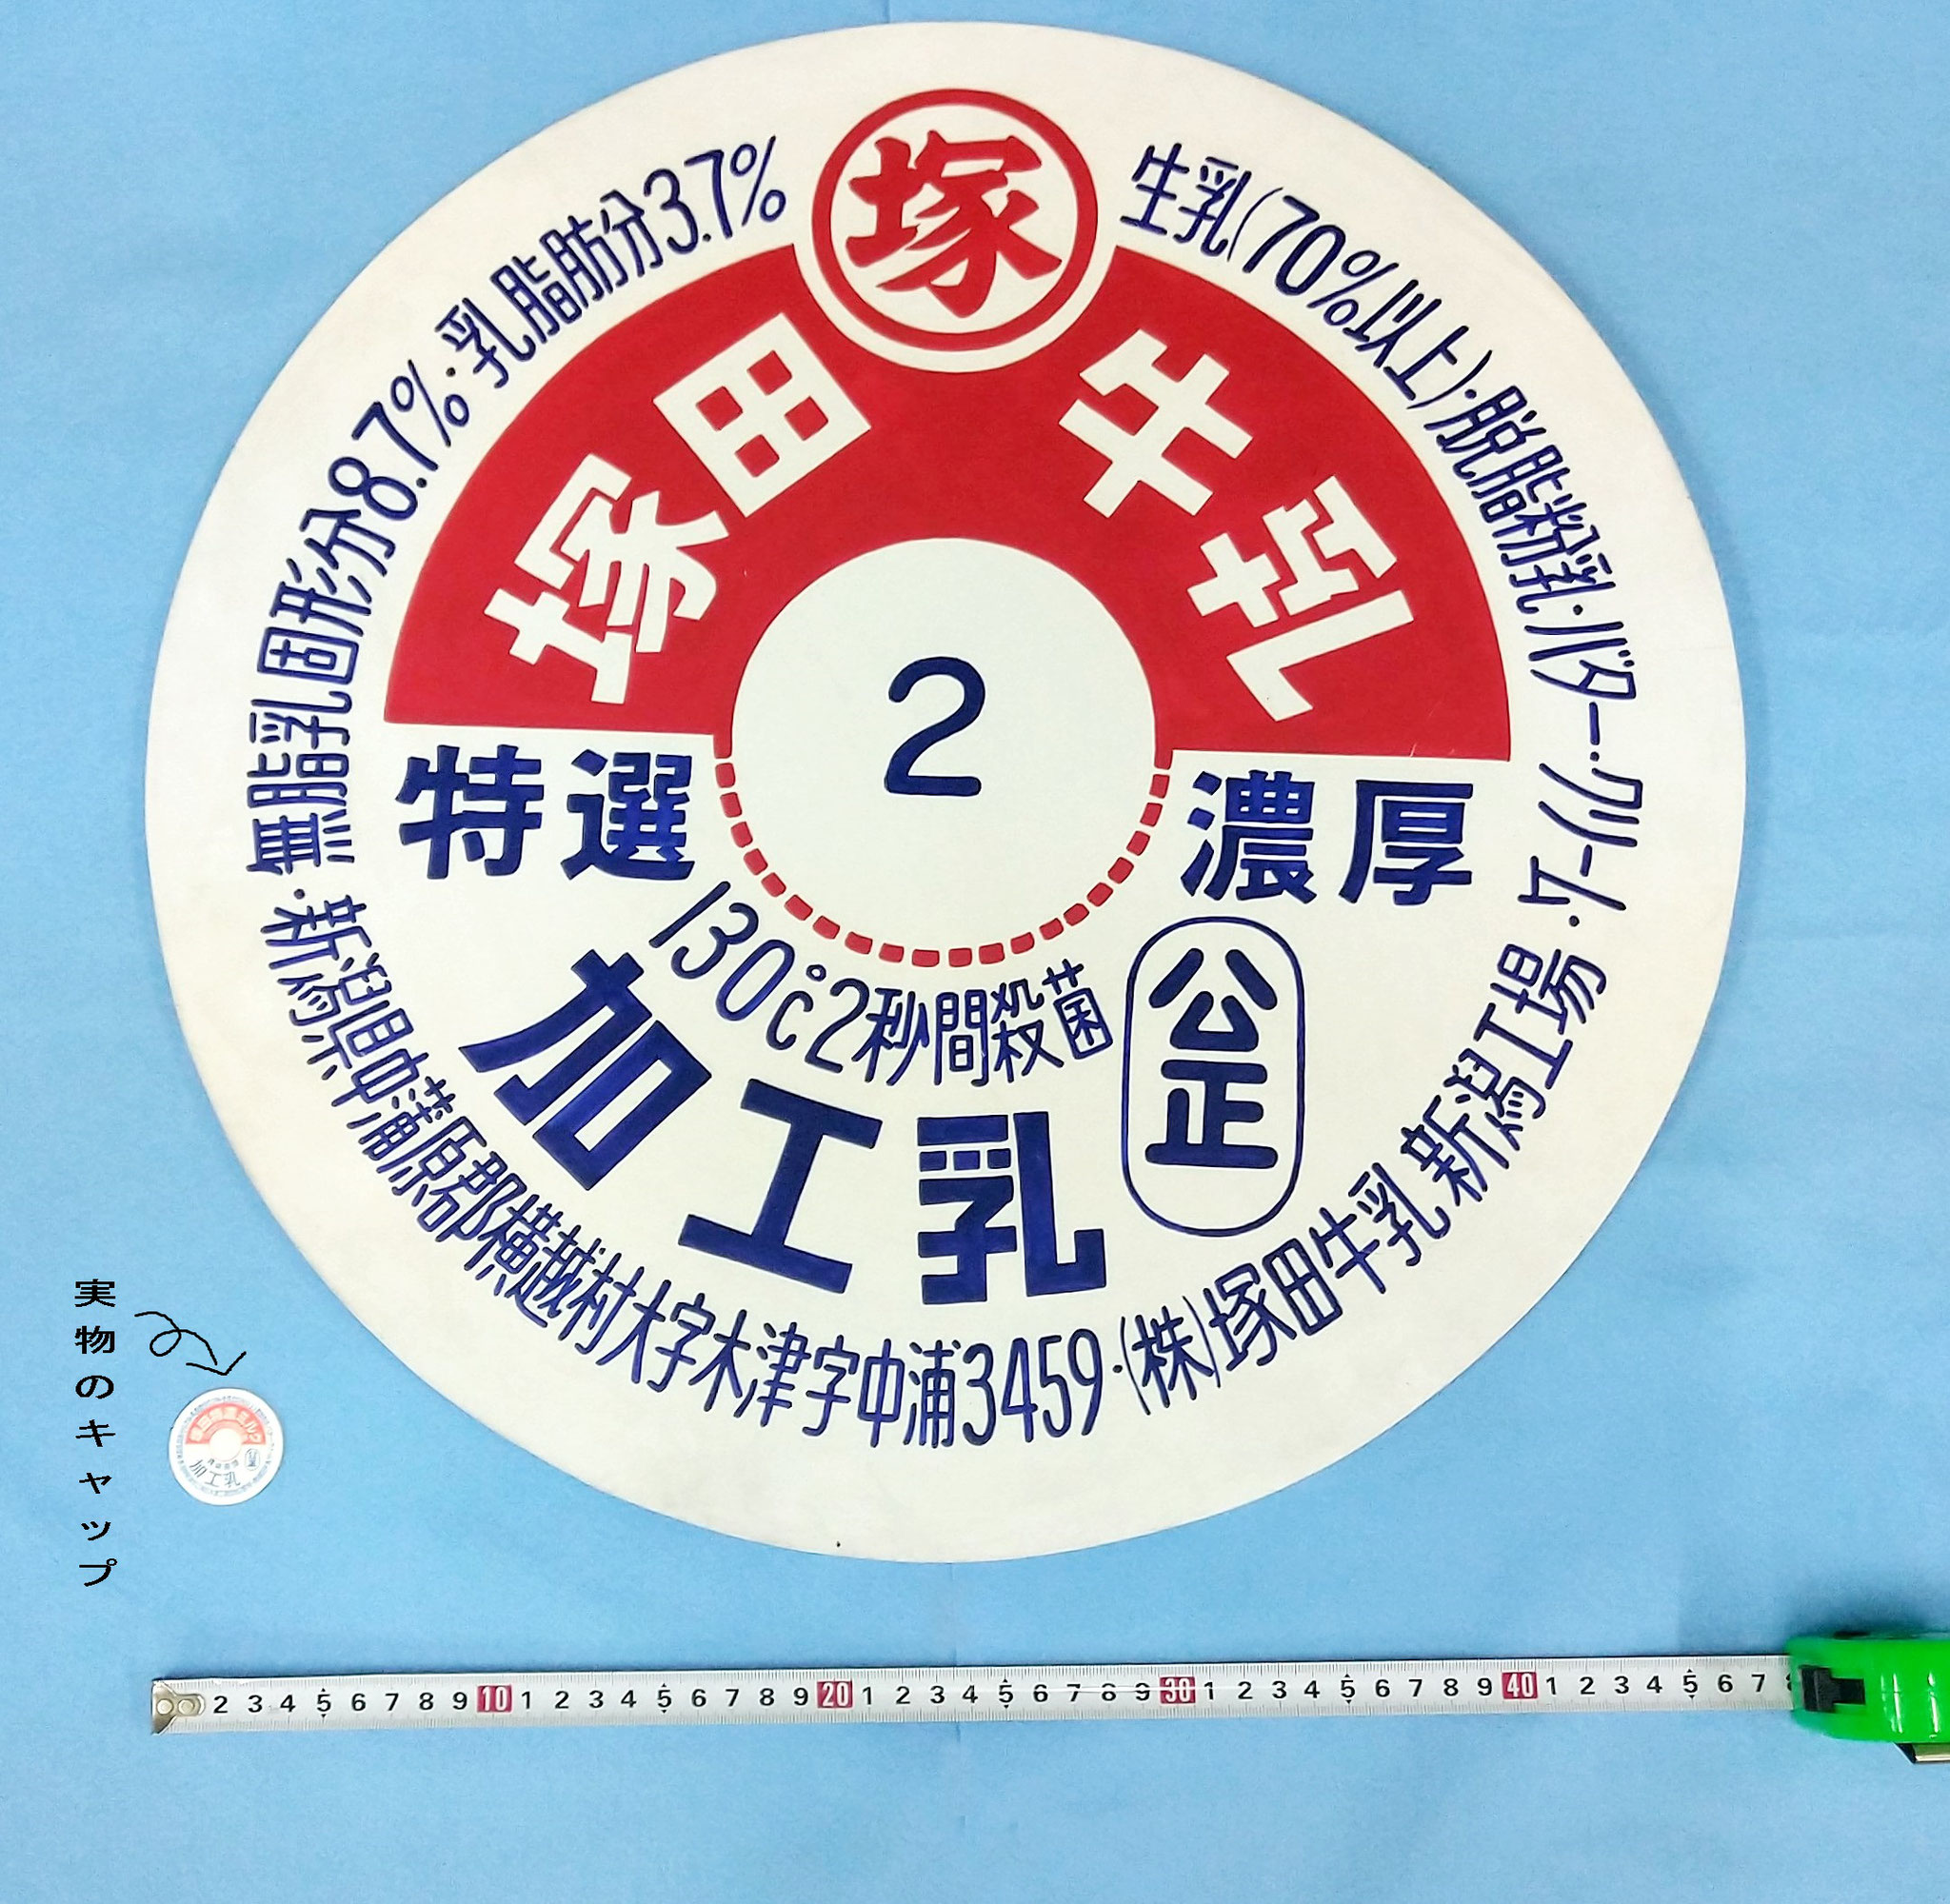 塚
塚田牛乳
2
特選 濃厚
130℃2秒間殺菌
加工乳
公正
無脂乳固形分8.7%・乳脂肪分3.7%
生乳(70%以上)・脱脂粉乳・バター・クリーム・
(株)塚田牛乳 新潟工場
新潟県中蒲原郡横越村大字木津字中浦3459・
実物のキャップ
加工乳
2 3 4 5 6 7 8 9 10 1 2 3 4 5 6 7 8 9 20 1 2 3 4 5 6 7 8 9 30 1 2 3 4 5 6 7 8 9 40 1 2 3 4 5 6 7